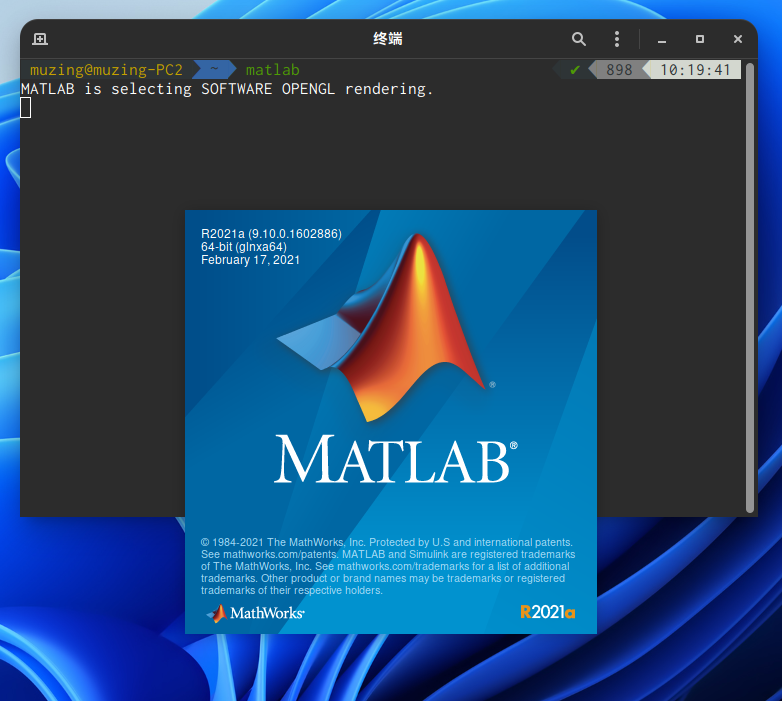 终端
muzing@muzing-PC2 ~ matlab ✔ 898 10:19:41
MATLAB is selecting SOFTWARE OPENGL rendering.
R2021a (9.10.0.1602886)
64-bit (glnxa64)
February 17, 2021
®
MATLAB®
© 1984-2021 The MathWorks, Inc. Protected by U.S and international patents.
See mathworks.com/patents. MATLAB and Simulink are registered trademarks
of The MathWorks, Inc. See mathworks.com/trademarks for a list of additional
trademarks. Other product or brand names may be trademarks or registered
trademarks of their respective holders.
MathWorks® R2021a